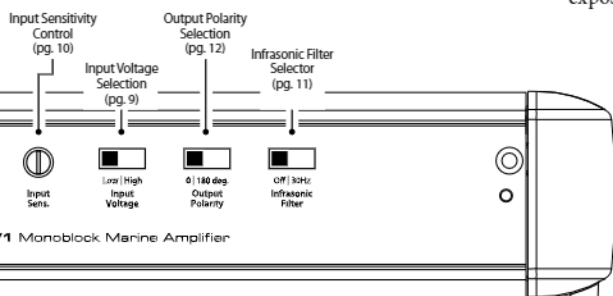 Input Sensitivity
Control
(pg. 10)
Output Polarity
Selection
(pg. 12)
Input Voltage
Selection
(pg. 9)
Infrasonic Filter
Selector
(pg. 11)
Input
Sens.
Low | High
Input
Voltage
0 | 180 deg.
Output
Polarity
Off | 30Hz
Infrasonic
Filter
/1 Monoblock Marine Amplifier